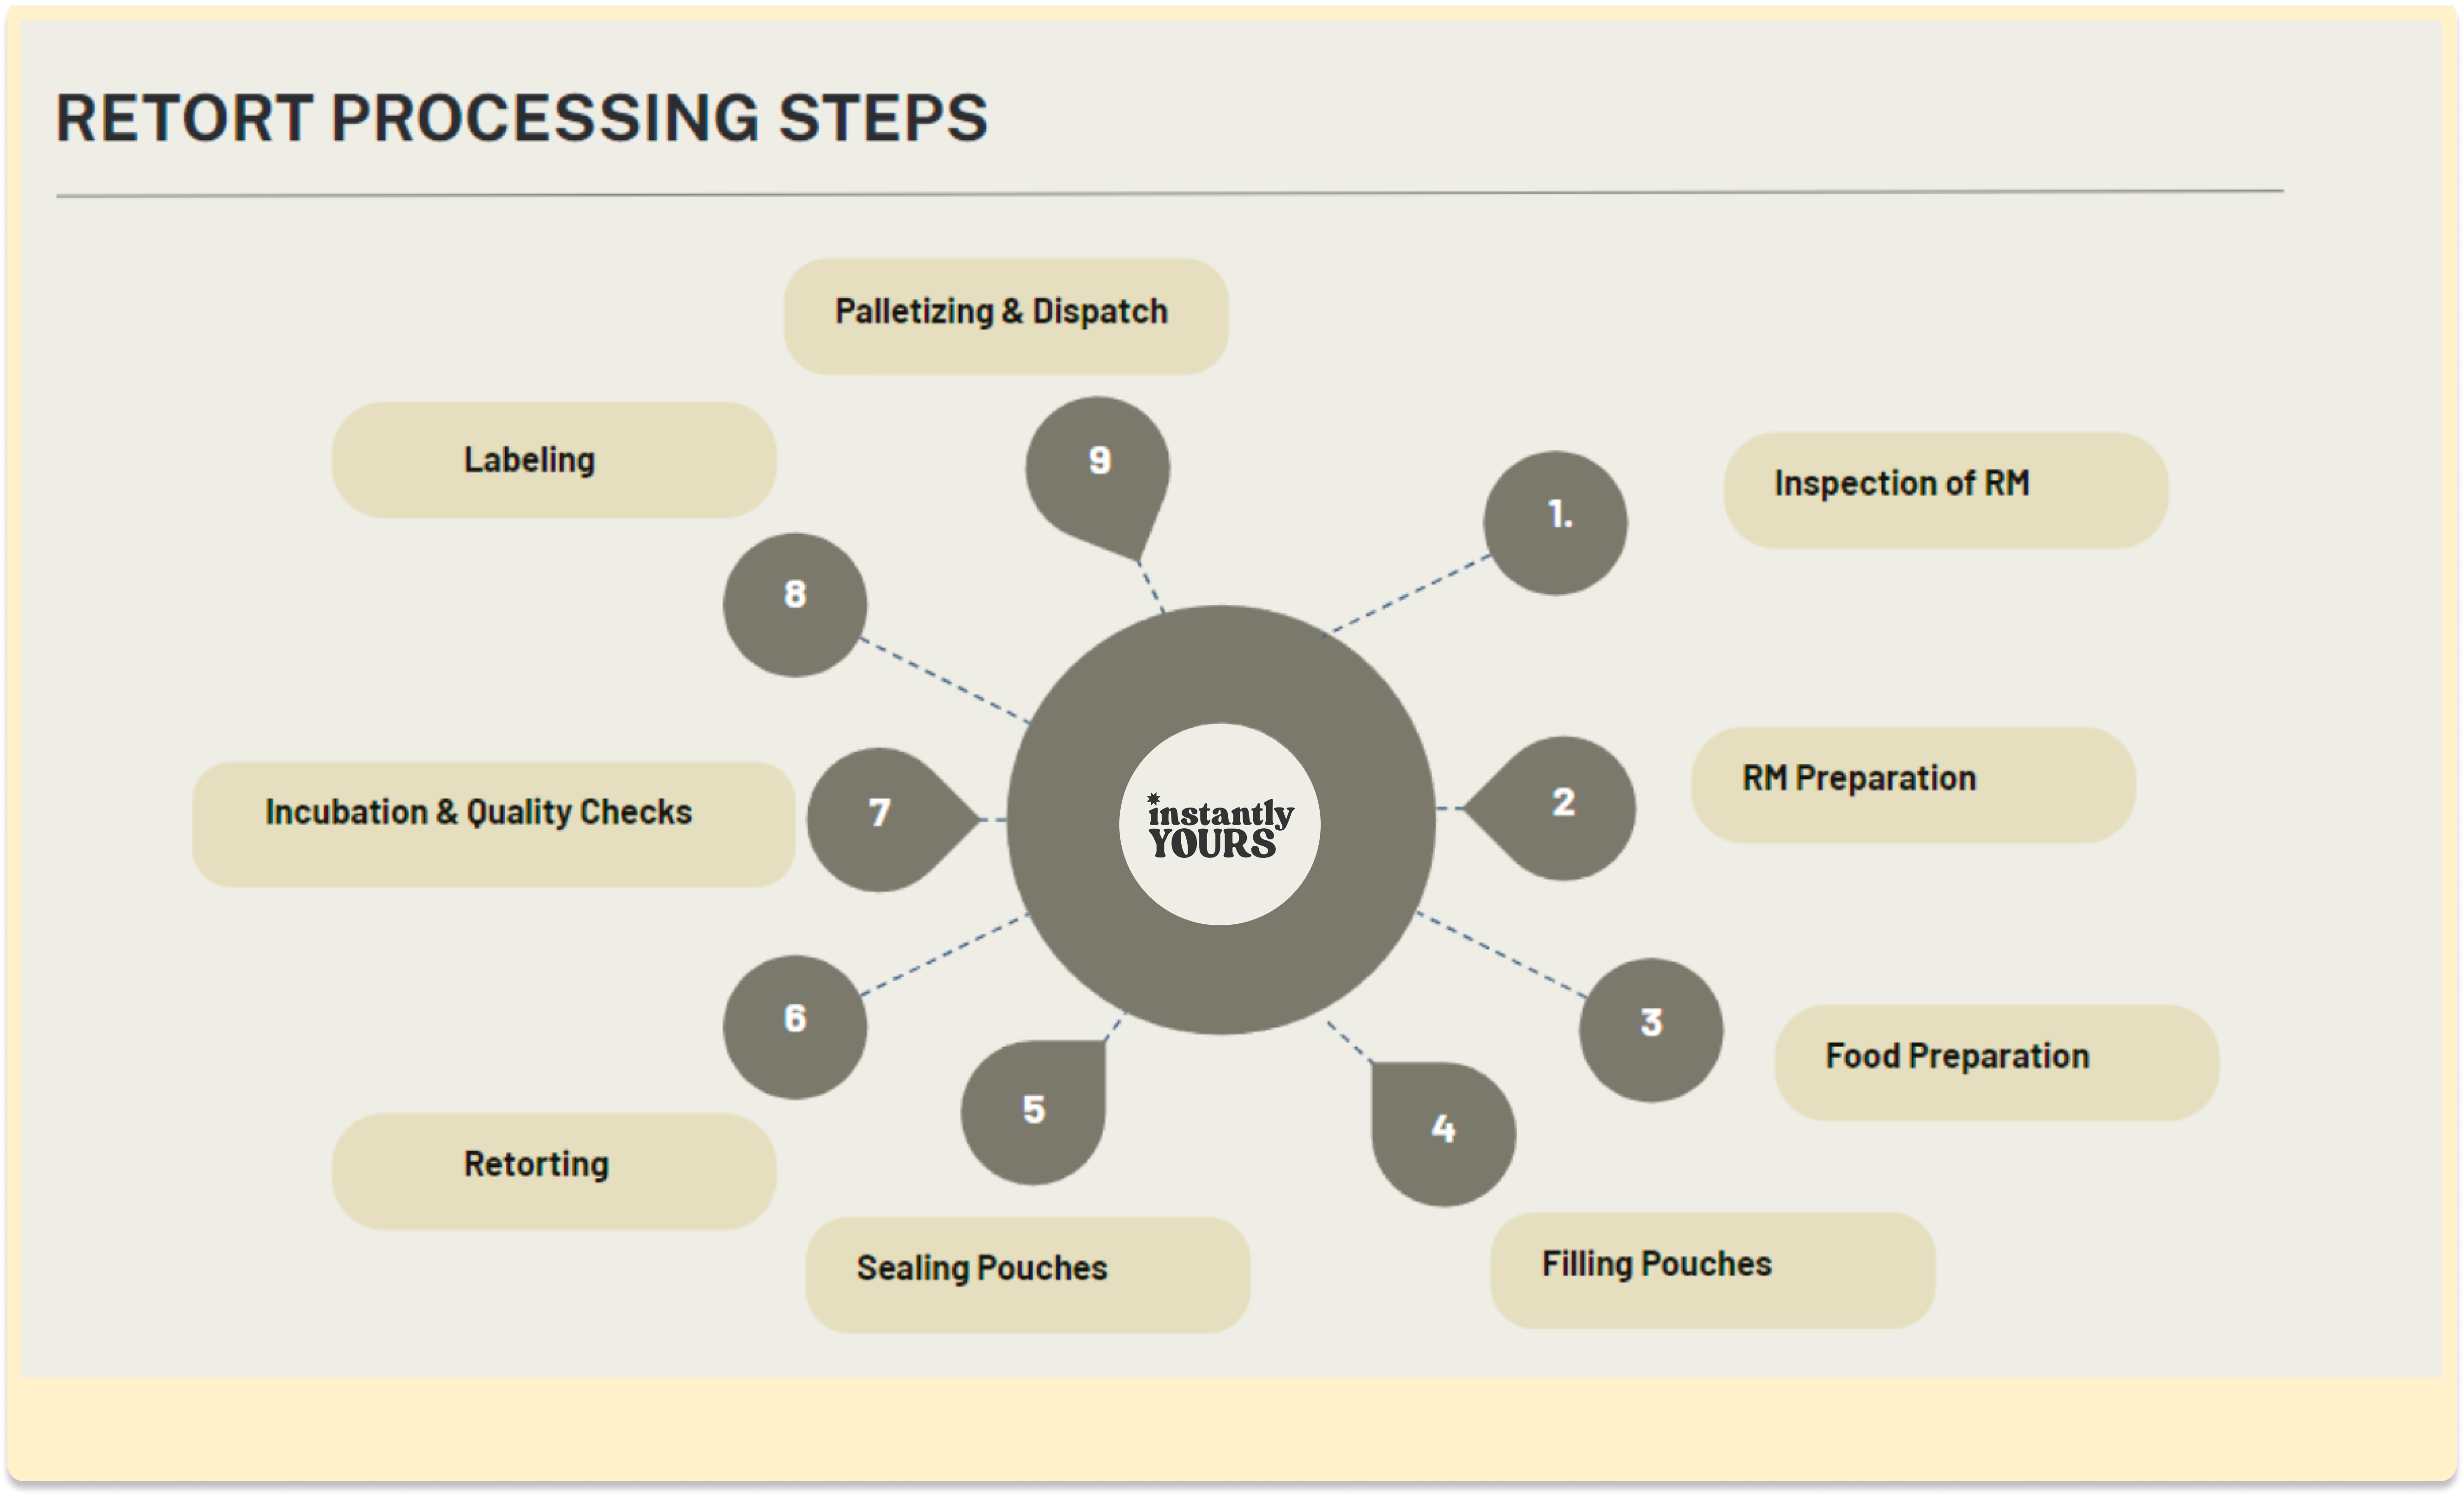 RETORT PROCESSING STEPS
Palletizing & Dispatch
9
Labeling
8
1.
Inspection of RM
Incubation & Quality Checks
7
instantly
YOURS
2
RM Preparation
6
Retorting
5
Sealing Pouches
4
Filling Pouches
3
Food Preparation